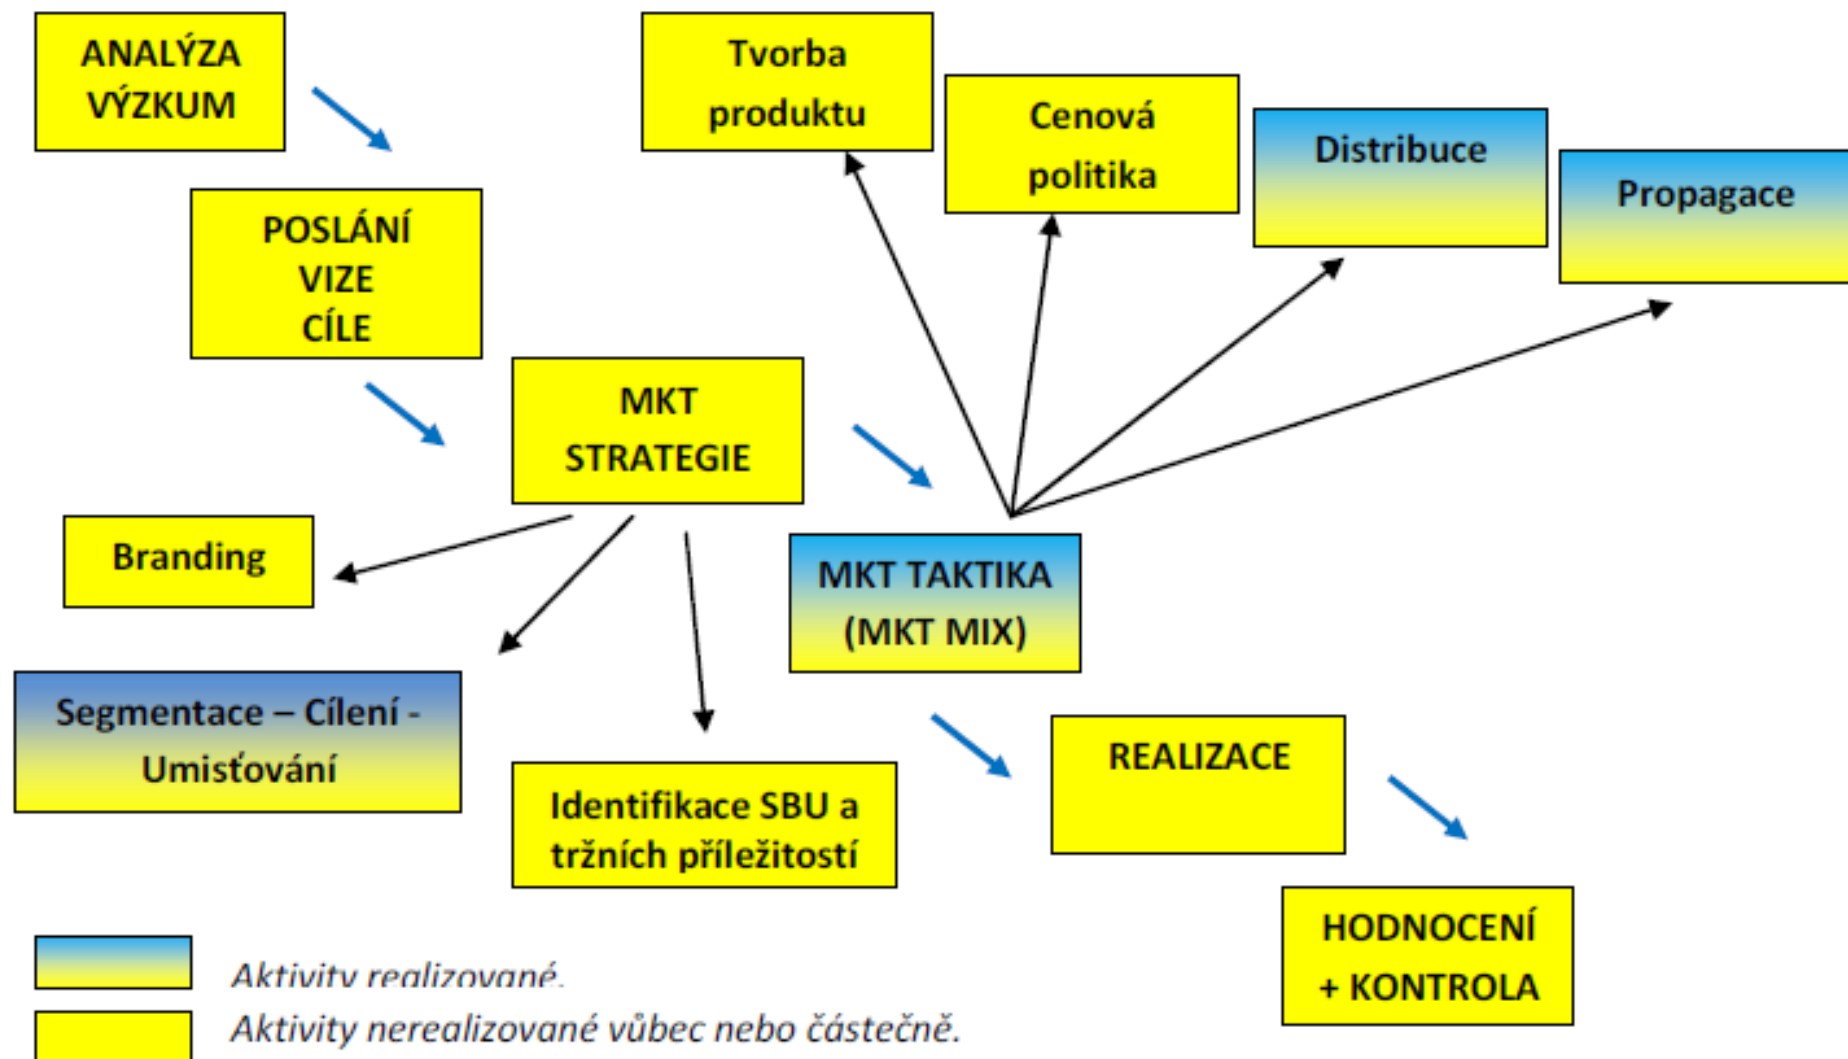 ANALÝZA
VÝZKUM
Tvorba
produktu
Cenová
politika
Distribuce
Propagace
POSLÁNÍ
VIZE
CÍLE
MKT
STRATEGIE
Branding
MKT TAKTIKA
(MKT MIX)
Segmentace – Cílení -
Umisťování
Identifikace SBU a
tržních příležitostí
REALIZACE
HODNOCENÍ
+ KONTROLA
Aktivity realizované.
Aktivity nerealizované vůbec nebo částečně.